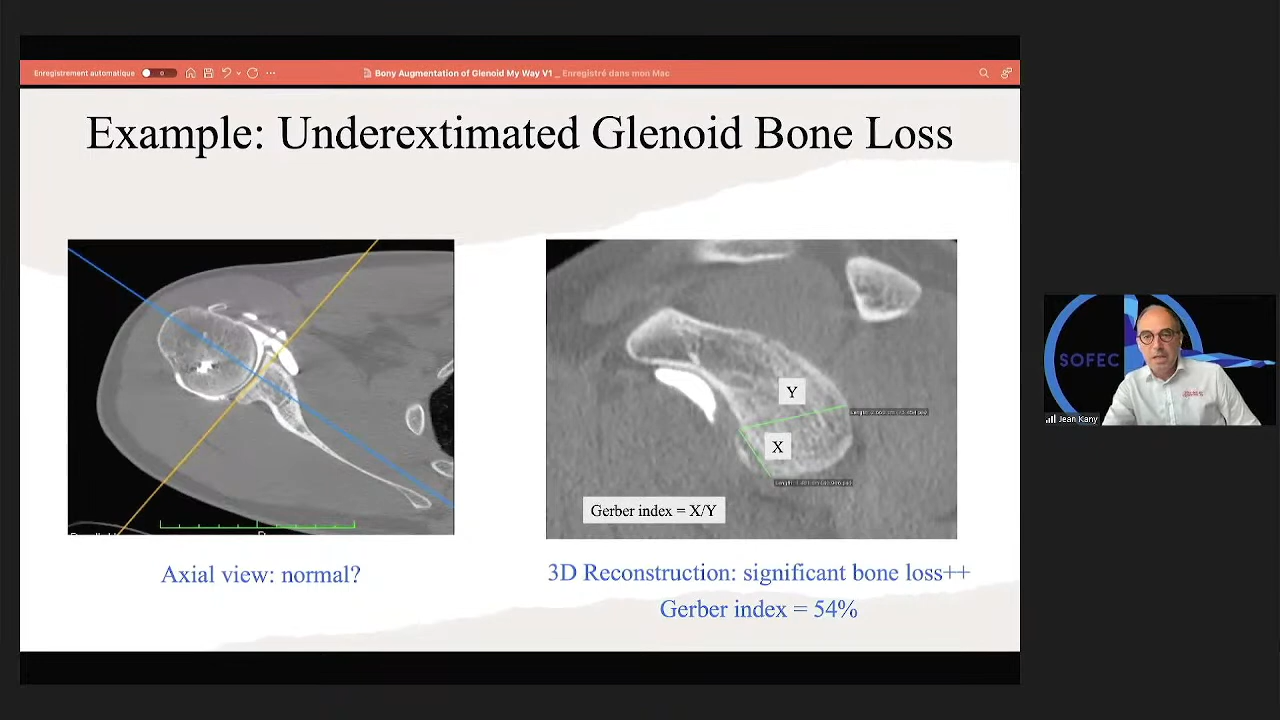 Enregistrement automatique
Bony Augmentation of Glenoid My Way V1 _ Enregistré dans mon Mac
Example: Underextimated Glenoid Bone Loss
Y
X
Gerber index = X/Y
Axial view: normal?
3D Reconstruction: significant bone loss++
Gerber index = 54%
SOFEC
Jean Kany